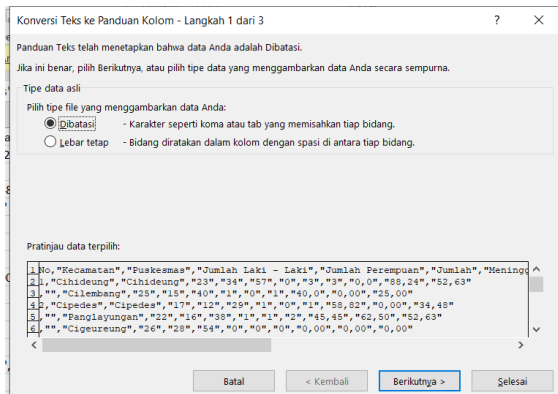 Konversi Teks ke Panduan Kolom - Langkah 1 dari 3 ? ×
Panduan Teks telah menetapkan bahwa data Anda adalah Dibatasi.
Jika ini benar, pilih Berikutnya, atau pilih tipe data yang menggambarkan data Anda secara sempurna.
Tipe data asli
Pilih tipe file yang menggambarkan data Anda:
Dibatasi - Karakter seperti koma atau tab yang memisahkan tiap bidang.
Lebar tetap - Bidang diratakan dalam kolom dengan spasi di antara tiap bidang.
Pratinjau data terpilih:
1 No,"Kecamatan","Puskesmas","Jumlah Laki - Laki","Jumlah Perempuan","Jumlah","Mening
2 1,"Cihideung","Cihideung","23","34","57","0","3","3","0,0","88,24","52,63
3 ,"","Cilembang","25","15","40","1","0","1","40,0","0,00","25,00"
4 2,"Cipedes","Cipedes","17","12","29","1","0","1","58,82","0,00","34,48"
5 ,"","Panglayungan","22","16","38","1","1","2","45,45","62,50","52,63"
6 ,"","Cigeureung","26","28","54","0","0","0","0,00","0,00","0,00"
Batal < Kembali Berikutnya > Selesai